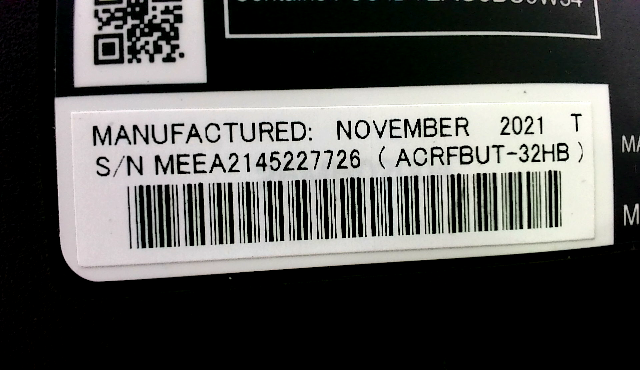 MANUFACTURED: NOVEMBER 2021 T
S/N MEEA2145227726 ( ACRFBUT-32HB )